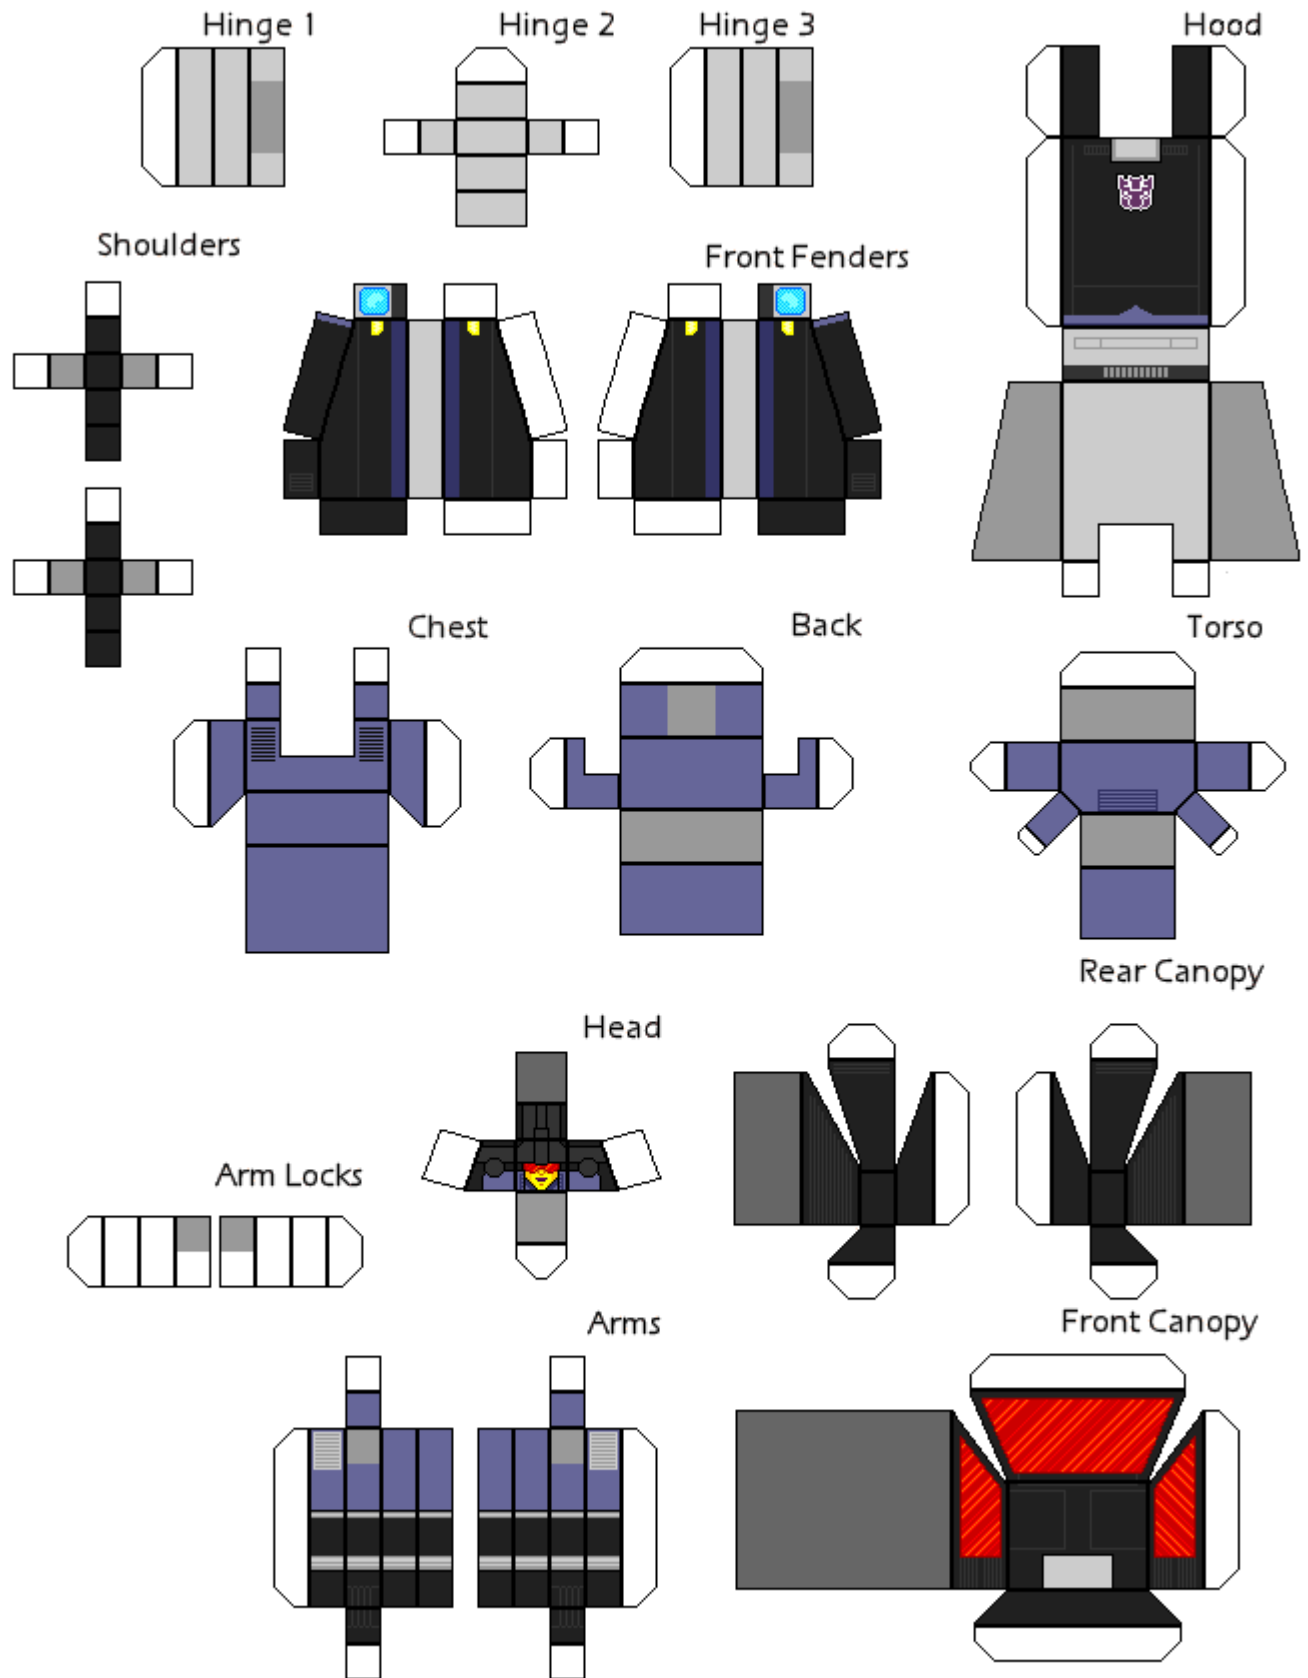 Hinge 1
Hinge 2
Hinge 3
Hood
Shoulders
Front Fenders
Chest
Back
Torso
Rear Canopy
Head
Arm Locks
Arms
Front Canopy